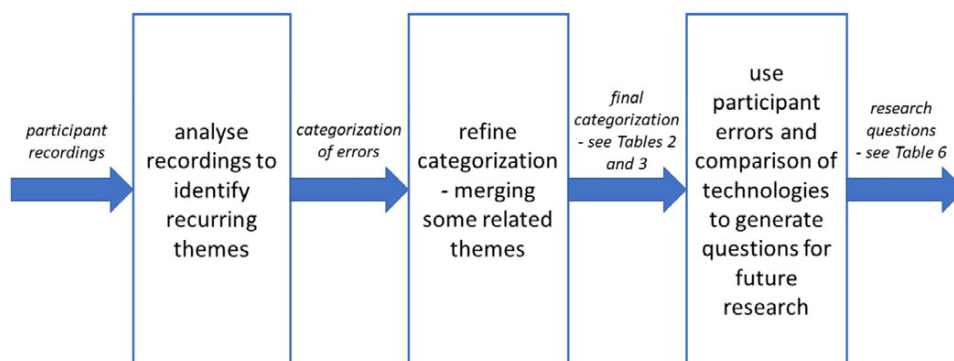 participant
recordings
analyse
recordings to
identify
recurring
themes
categorization
of errors
refine
categorization
- merging
some related
themes
final
categorization
- see Tables 2
and 3
use
participant
errors and
comparison of
technologies
to generate
questions for
future
research
research
questions
- see Table 6